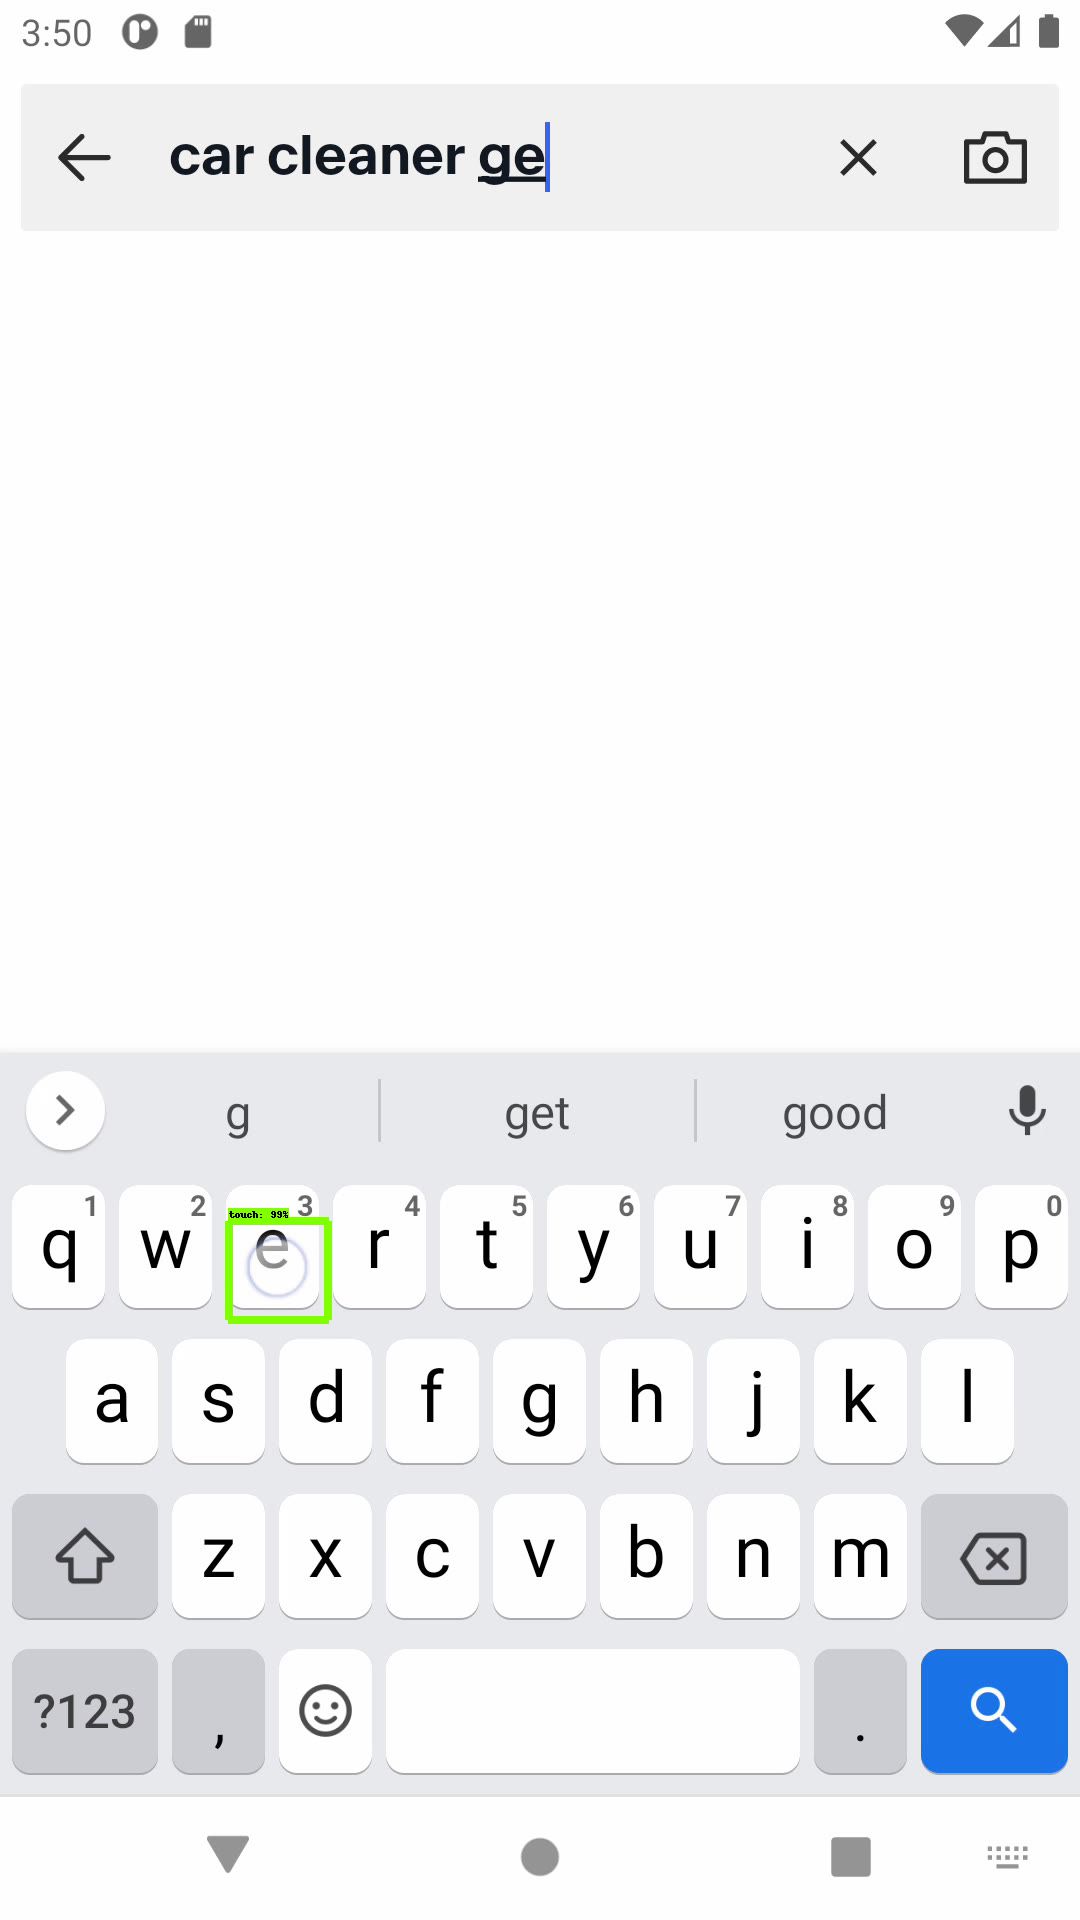 3:50
car cleaner ge
g get good
touch: 99%
1 2 3 4 5 6 7 8 9 0
q w e r t y u i o p
a s d f g h j k l
z x c v b n m
?123 , .